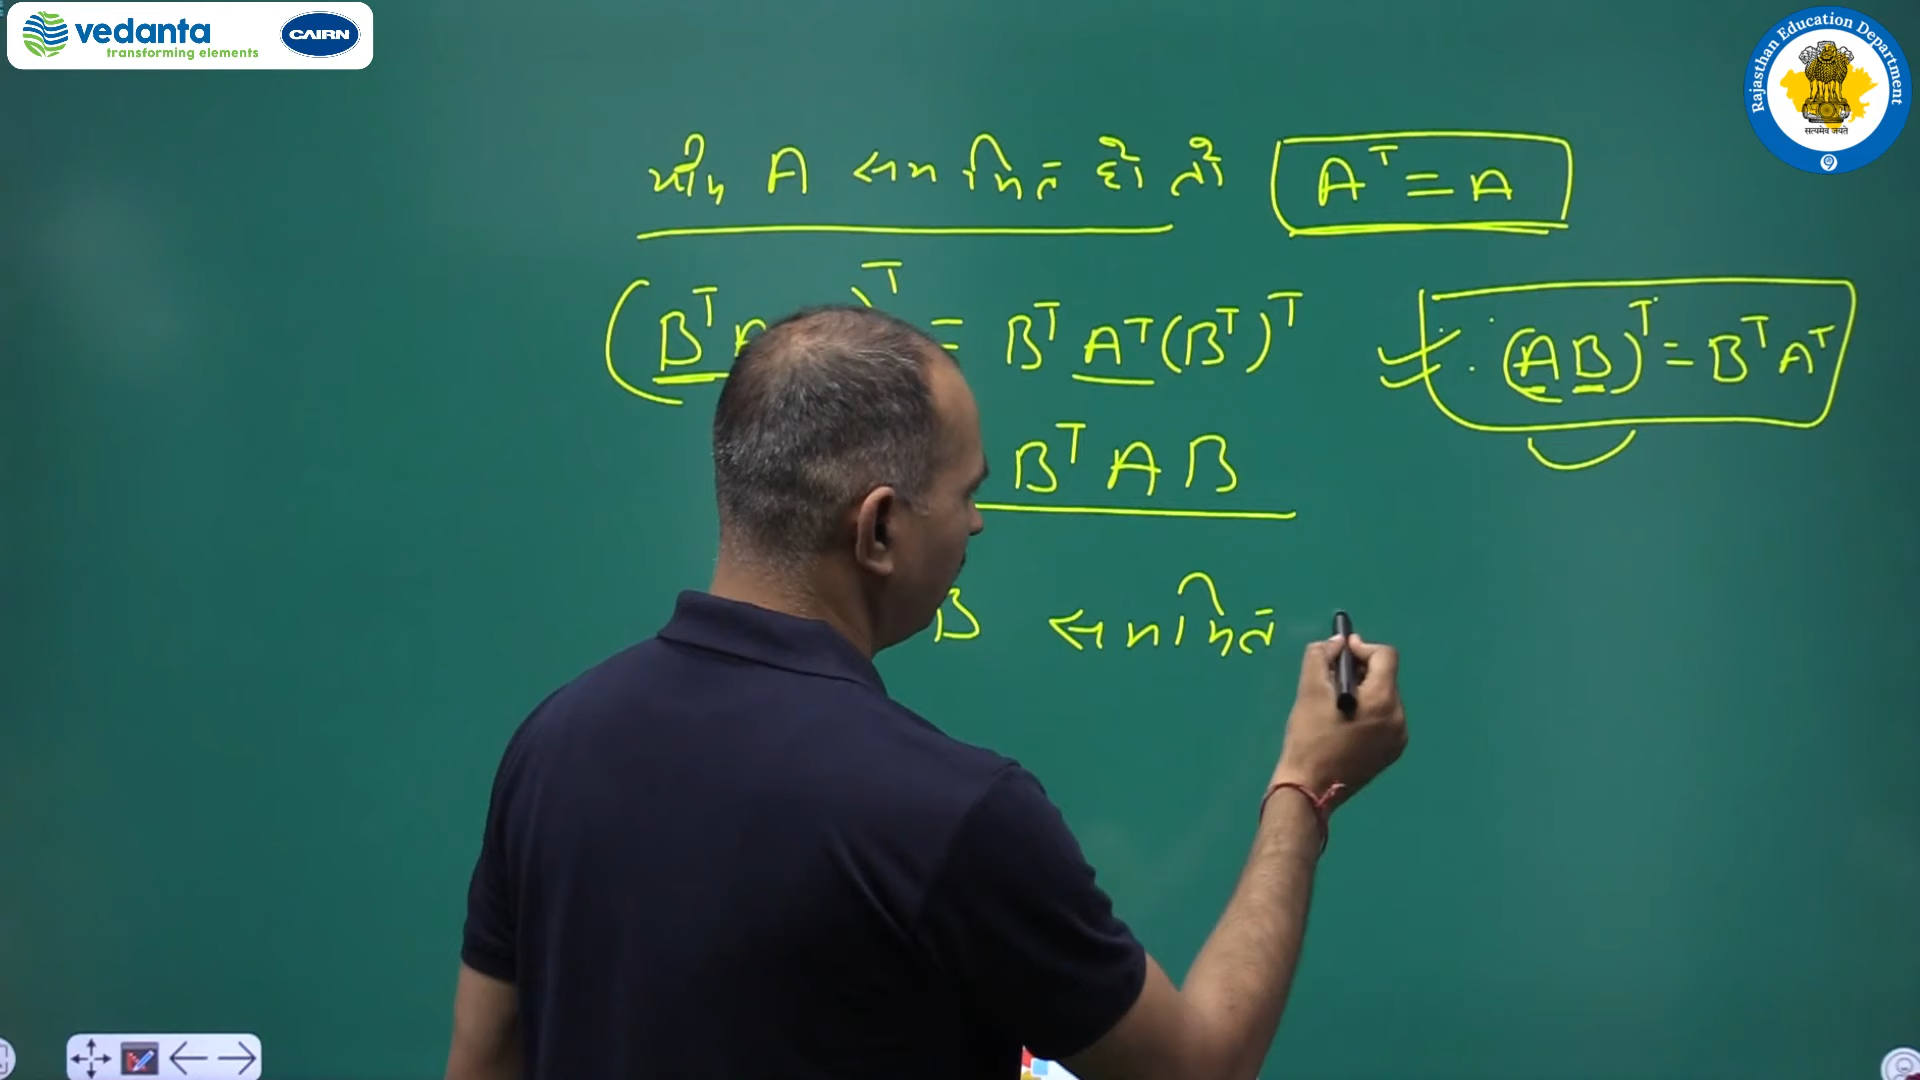 vedanta
transforming elements
CAIRN
Rajasthan Education Department
सत्यमेव जयते
यदि A सममित हो तो Aᵀ = A
(Bᵀ A )ᵀ = Bᵀ Aᵀ (Bᵀ)ᵀ
∵ (AB)ᵀ = Bᵀ Aᵀ
Bᵀ A B
B सममित